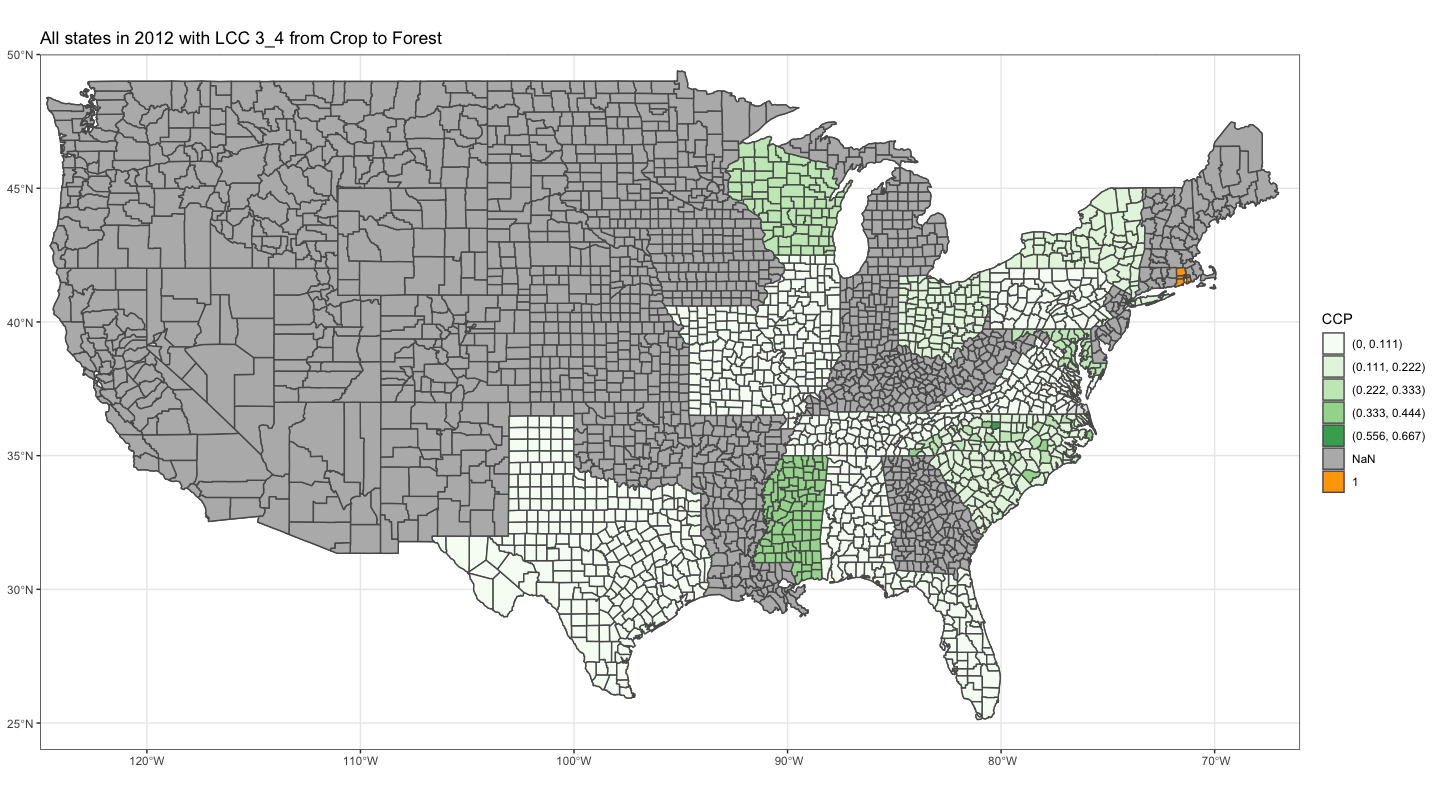 All states in 2012 with LCC 3_4 from Crop to Forest
50°N
45°N
40°N
35°N
30°N
25°N
120°W
110°W
100°W
90°W
80°W
70°W
CCP
(0, 0.111)
(0.111, 0.222)
(0.222, 0.333)
(0.333, 0.444)
(0.556, 0.667)
NaN
1